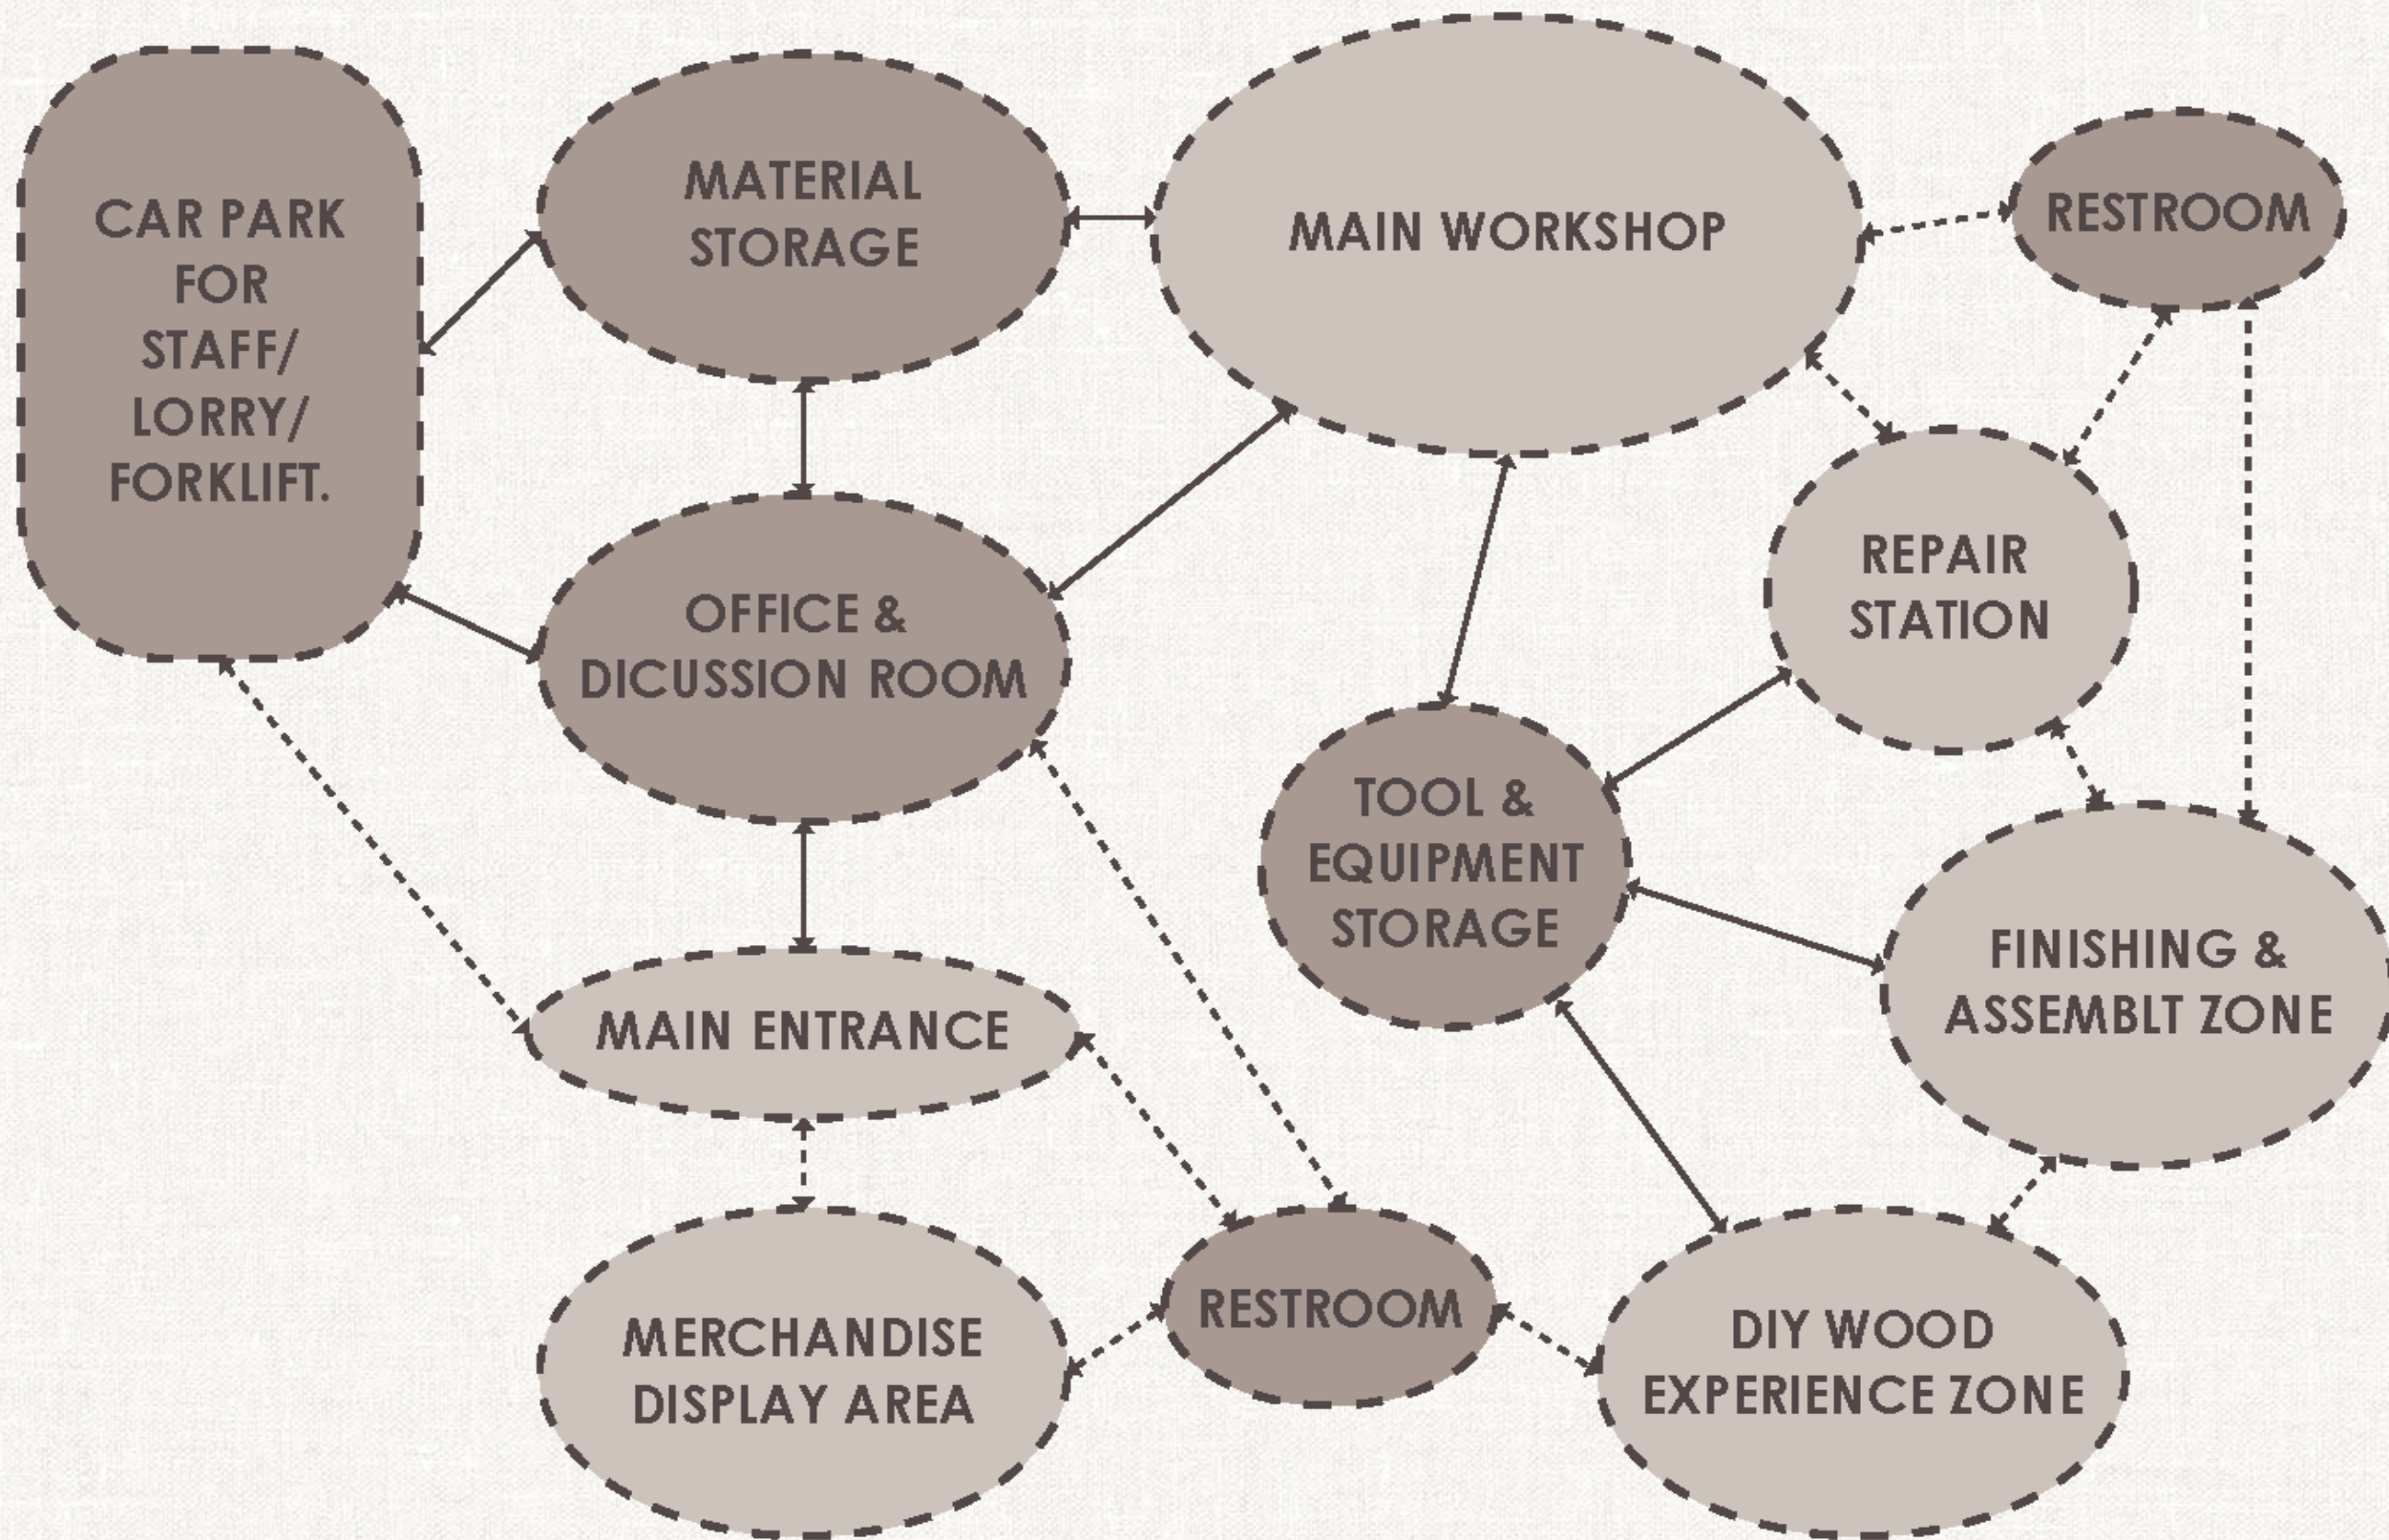 CAR PARK
FOR
STAFF/
LORRY/
FORKLIFT.
MATERIAL
STORAGE
MAIN WORKSHOP
RESTROOM
OFFICE &
DICUSSION ROOM
REPAIR
STATION
TOOL &
EQUIPMENT
STORAGE
FINISHING &
ASSEMBLT ZONE
MAIN ENTRANCE
MERCHANDISE
DISPLAY AREA
RESTROOM
DIY WOOD
EXPERIENCE ZONE